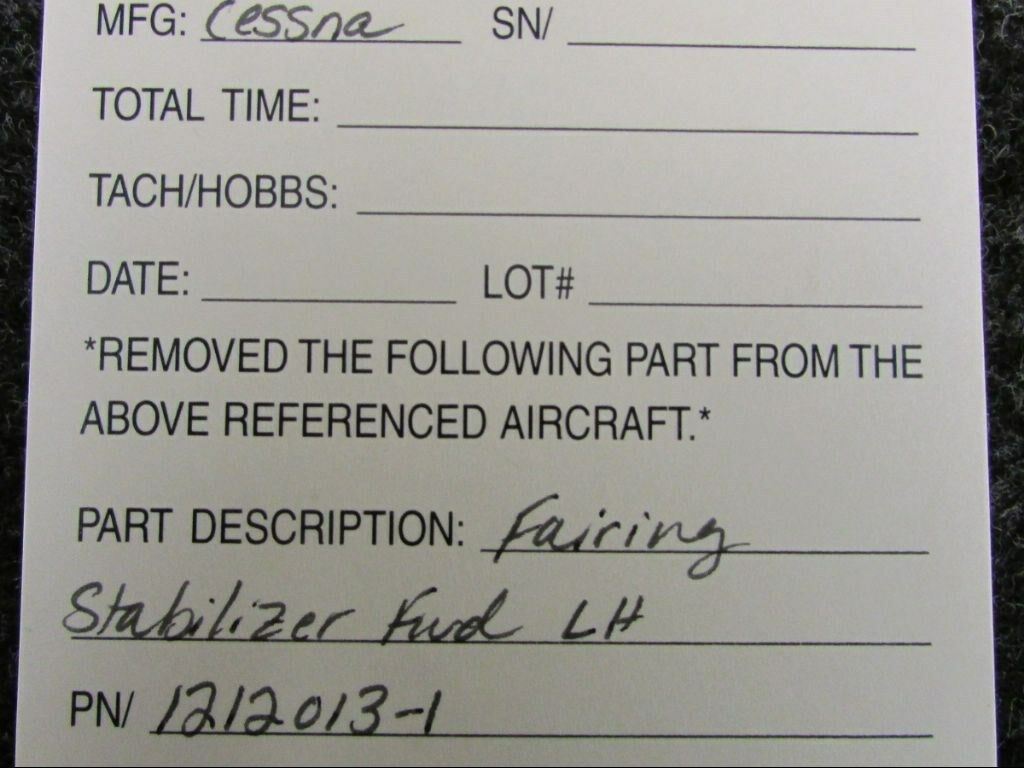 MFG: Cessna SN/
TOTAL TIME:
TACH/HOBBS:
DATE: LOT#
*REMOVED THE FOLLOWING PART FROM THE
ABOVE REFERENCED AIRCRAFT.*
PART DESCRIPTION: Fairing
Stabilizer Fwd LH
PN/ 1212013-1